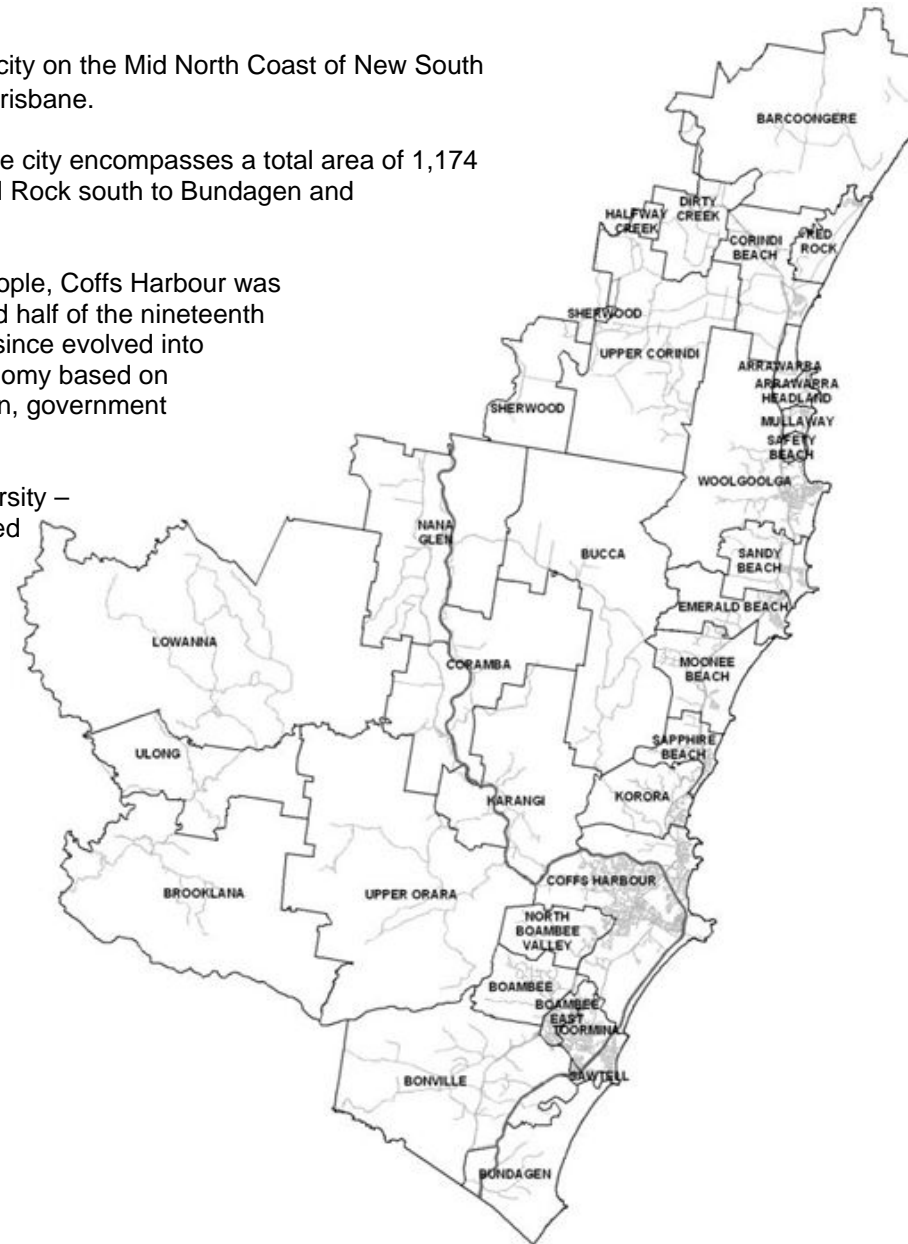 city on the Mid North Coast of New South
risbane.
e city encompasses a total area of 1,174
l Rock south to Bundagen and
ople, Coffs Harbour was
d half of the nineteenth
since evolved into
nomy based on
n, government
rsity –
ed
BARCOONGERE
DIRTY
CREEK
HALFWAY
CREEK
CORINDI
BEACH
RED
ROCK
SHERWOOD
UPPER CORINDI
ARRAWARRA
ARRAWARRA
HEADLAND
SHERWOOD
MULLAWAY
SAFETY
BEACH
WOOLGOOLGA
NANA
GLEN
BUCCA
SANDY
BEACH
EMERALD BEACH
LOWANNA
CORAMBA
MOONEE
BEACH
ULONG
SAPPHIRE
BEACH
KARANGI
KORORA
BROOKLANA
UPPER ORARA
COFFS HARBOUR
NORTH
BOAMBEE
VALLEY
BOAMBEE
BOAMBEE
EAST
TOORMINA
BONVILLE
SAWTELL
BUNDAGEN